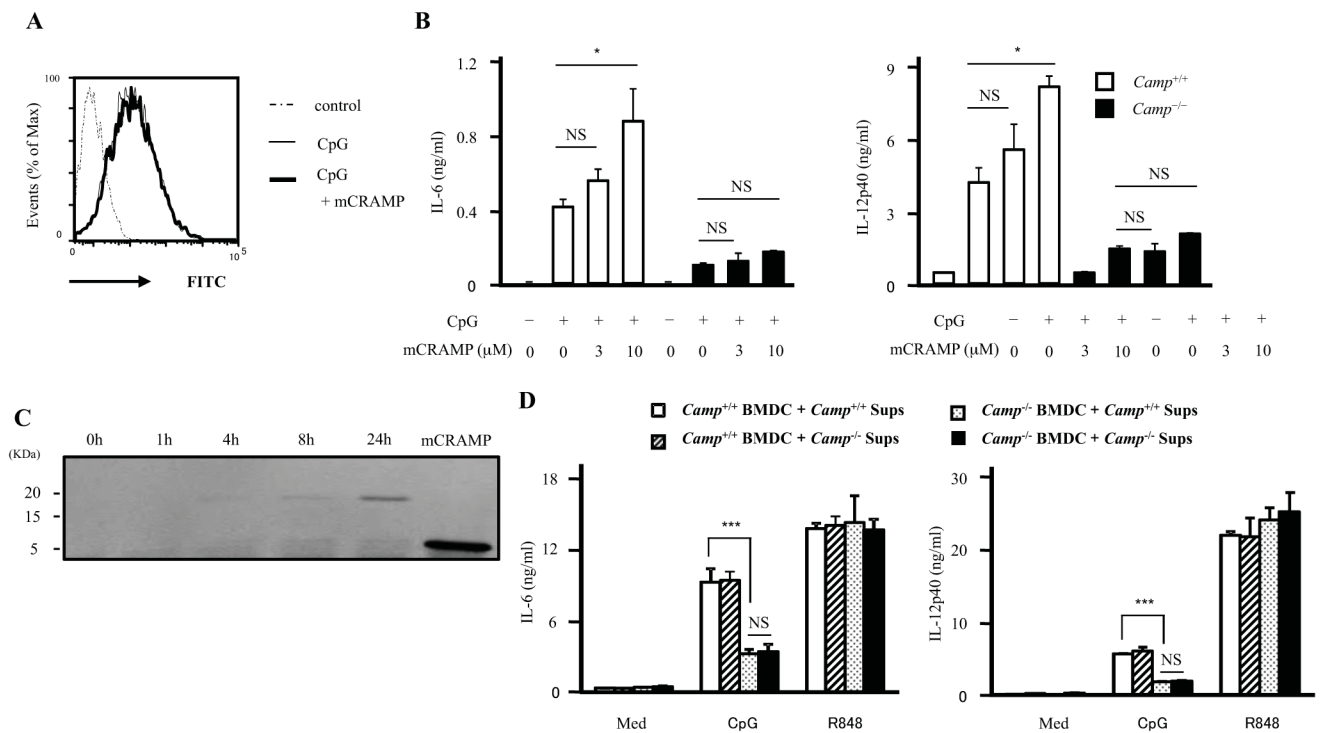 A
100
Events (% of Max)
0
0
10⁵
FITC
control
CpG
CpG
+ mCRAMP
B
IL-6 (ng/ml)
1.2
0.8
0.4
0
*
NS
NS
NS
CpG
− + + + − + + +
mCRAMP (μM)
0 0 3 10 0 0 3 10
IL-12p40 (ng/ml)
9
6
3
0
*
NS
NS
NS
Camp+/+
Camp−/−
CpG
− + + + − + + +
mCRAMP (μM)
0 0 3 10 0 0 3 10
C
0h 1h 4h 8h 24h mCRAMP
(KDa)
20
15
5
D
Camp+/+ BMDC + Camp+/+ Sups
Camp+/+ BMDC + Camp-/- Sups
Camp-/- BMDC + Camp+/+ Sups
Camp-/- BMDC + Camp-/- Sups
IL-6 (ng/ml)
18
12
6
0
***
NS
Med CpG R848
IL-12p40 (ng/ml)
30
20
10
0
***
NS
Med CpG R848